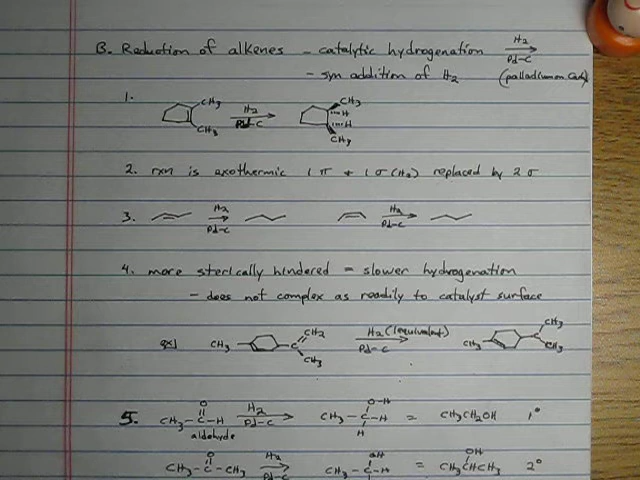 B. Reduction of alkenes - catalytic hydrogenation H2 Pd-C
- syn addition of H2 (palladium on carb)
1. CH3 CH3 H2 Pd-C CH3 H H CH3
2. rxn is exothermic 1 π + 1 σ (H2) replaced by 2 σ
3. H2 Pd-C H2 Pd-C
4. more sterically hindered = slower hydrogenation
- does not complex as readily to catalyst surface
ex) CH3 C CH2 CH3 H2 (1 equivalent) Pd-C CH3 C CH3 CH3
5. CH3-C-H O H2 Pd-C CH3-C-H O-H H = CH3CH2OH 1°
aldehyde
CH3-C-CH3 O H2 Pd-C CH3-C-H OH = CH3CHCH3 OH 2°